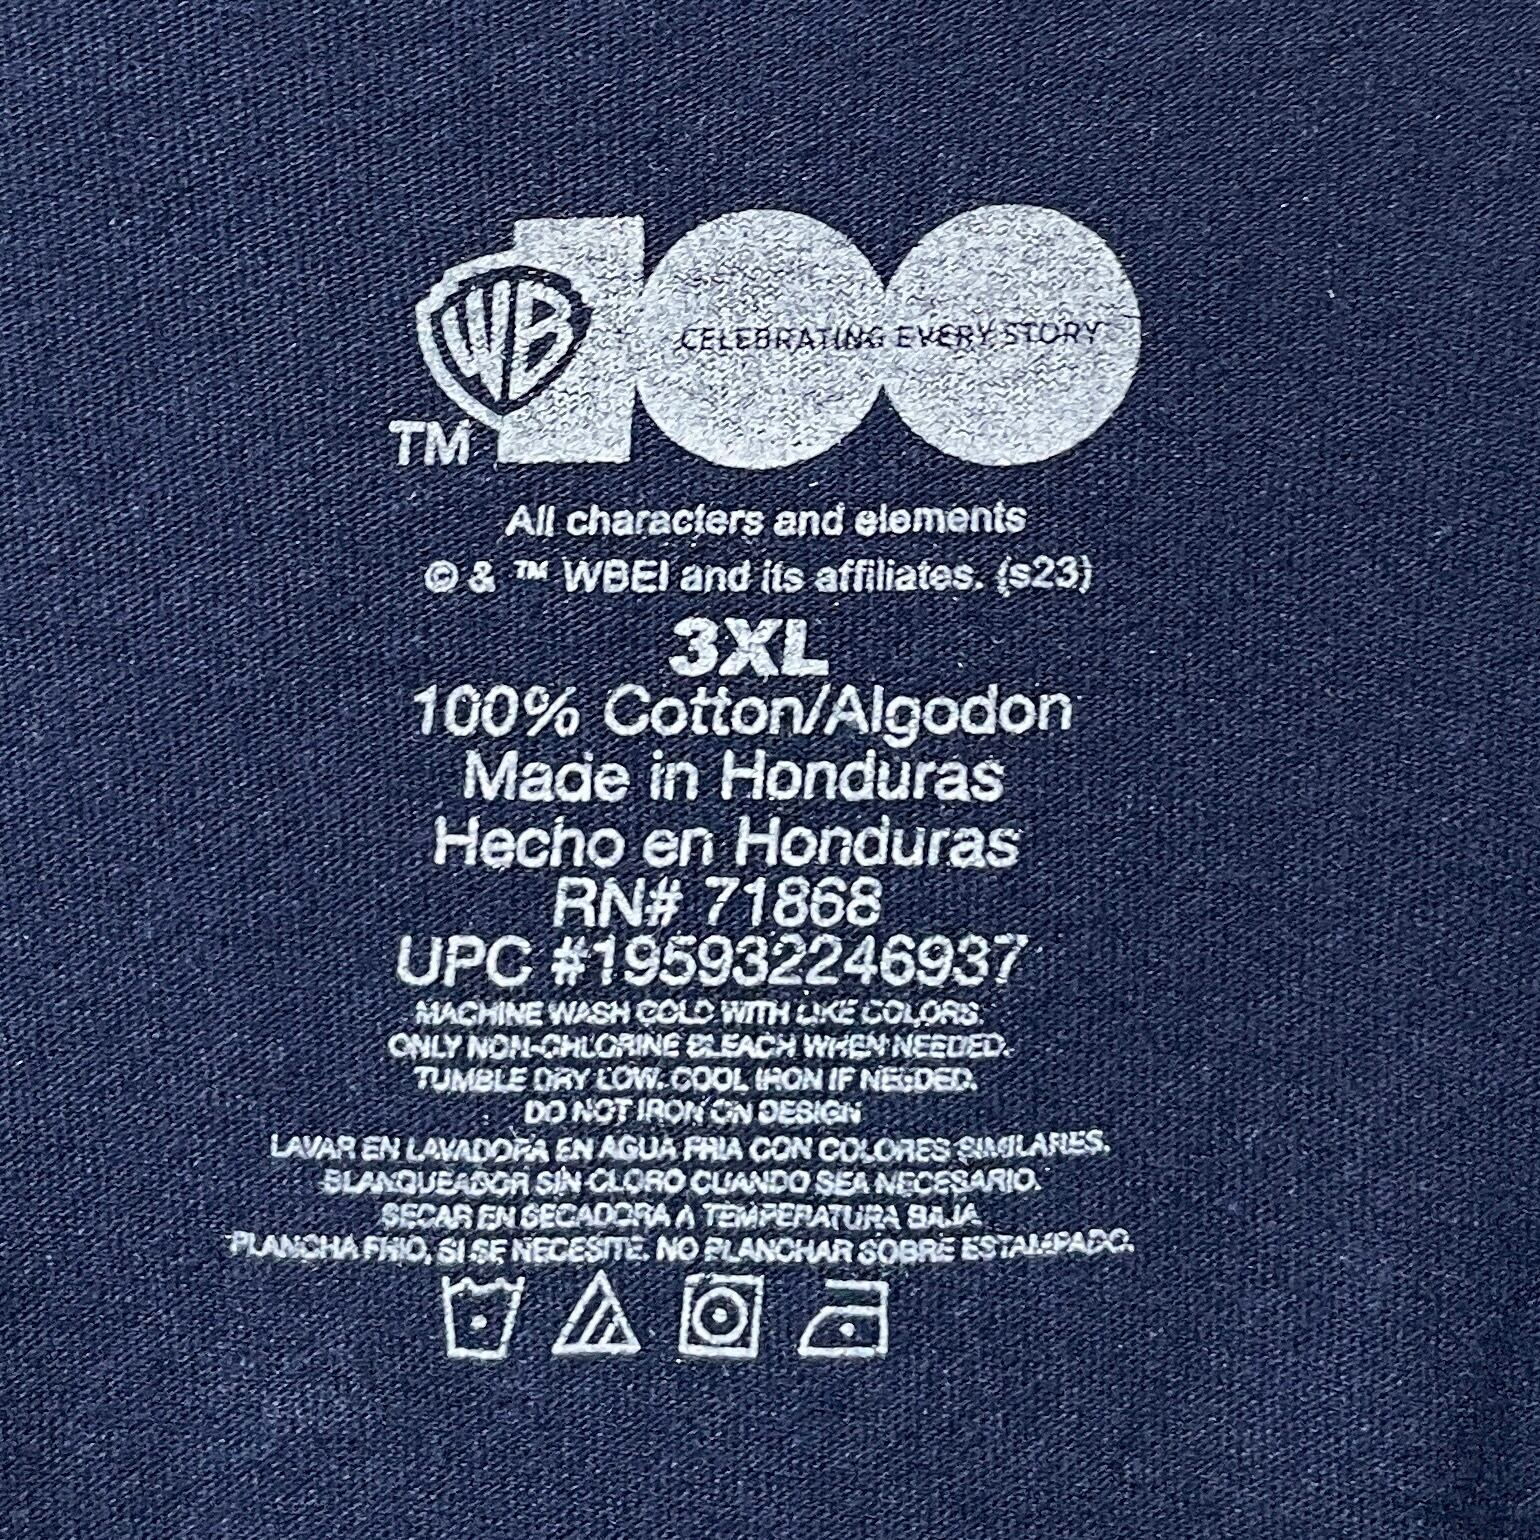 WB 100
CELEBRATING EVERY STORY
TM
All characters and elements
© & ™ WBEI and its affiliates. (s23)
3XL
100% Cotton/Algodon
Made in Honduras
Hecho en Honduras
RN# 71868
UPC #195932246937
MACHINE WASH COLD WITH LIKE COLORS.
ONLY NON-CHLORINE BLEACH WHEN NEEDED.
TUMBLE DRY LOW. COOL IRON IF NEEDED.
DO NOT IRON ON DESIGN
LAVAR EN LAVADORA EN AGUA FRIA CON COLORES SIMILARES.
BLANQUEADOR SIN CLORO CUANDO SEA NECESARIO.
SECAR EN SECADORA A TEMPERATURA BAJA
PLANCHA FRIO, SI SE NECESITE. NO PLANCHAR SOBRE ESTAMPADO.